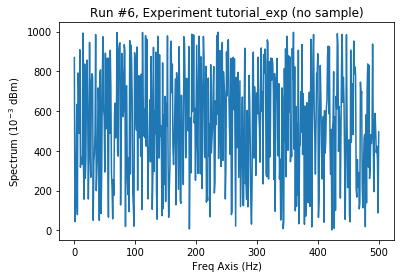 Run #6, Experiment tutorial_exp (no sample)
1000
800
600
400
200
0
Spectrum (10⁻³ dBm)
0 100 200 300 400 500
Freq Axis (Hz)